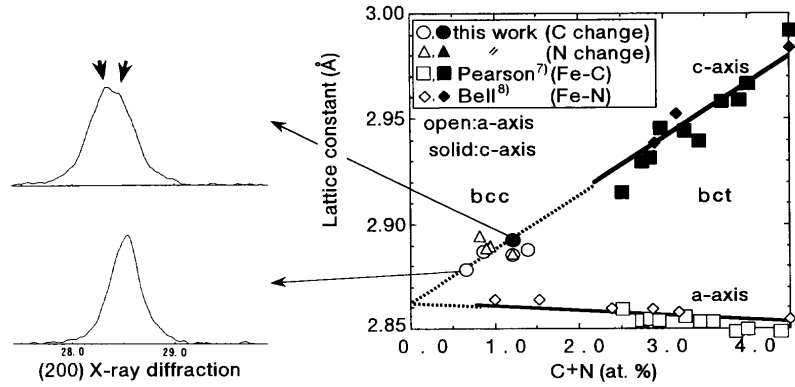 28.0 29.0
(200) X-ray diffraction
3.00
2.95
2.90
2.85
Lattice constant (Å)
this work (C change)
〃 (N change)
Pearson7) (Fe-C)
Bell8) (Fe-N)
open:a-axis
solid:c-axis
c-axis
bcc
bct
a-axis
0.0 1.0 2.0 3.0 4.0
C+N (at. %)